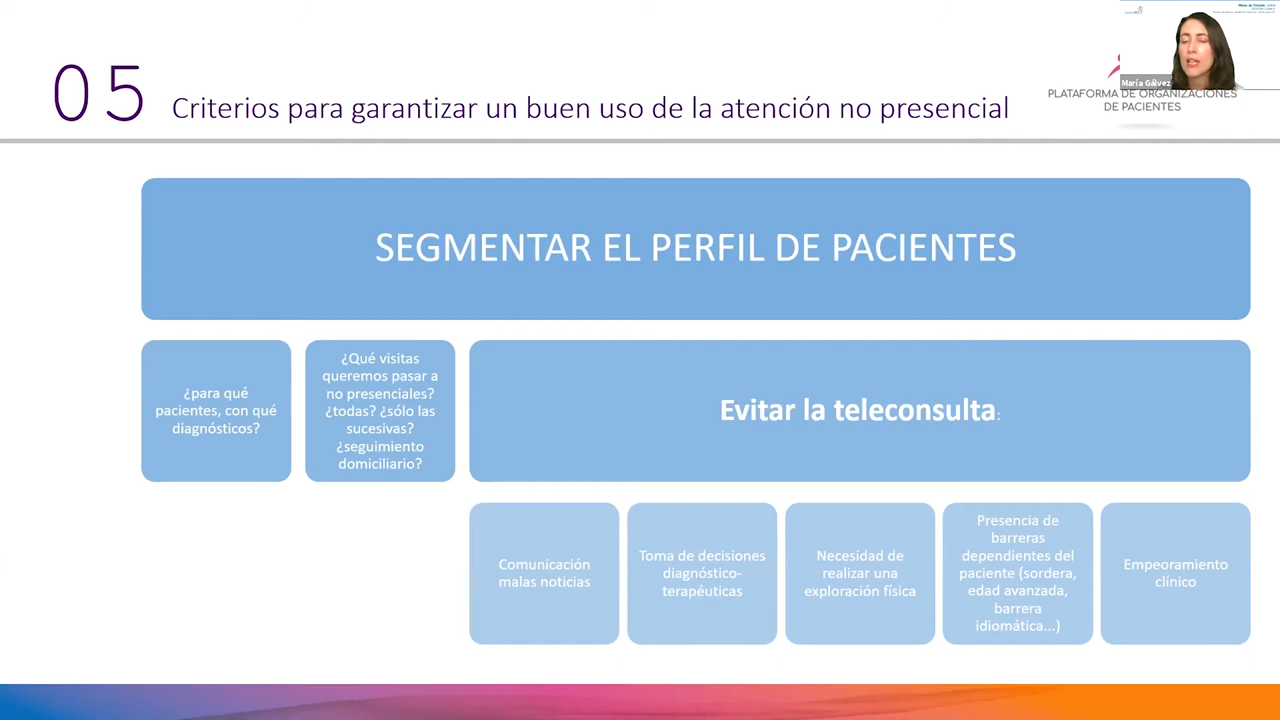 05
Criterios para garantizar un buen uso de la atención no presencial
María Gálvez
PLATAFORMA DE ORGANIZACIONES
DE PACIENTES
SEGMENTAR EL PERFIL DE PACIENTES
¿para qué
pacientes, con qué
diagnósticos?
¿Qué visitas
queremos pasar a
no presenciales?
¿todas? ¿sólo las
sucesivas?
¿seguimiento
domiciliario?
Evitar la teleconsulta:
Comunicación
malas noticias
Toma de decisiones
diagnóstico-
terapéuticas
Necesidad de
realizar una
exploración física
Presencia de
barreras
dependientes del
paciente (sordera,
edad avanzada,
barrera
idiomática...)
Empeoramiento
clínico